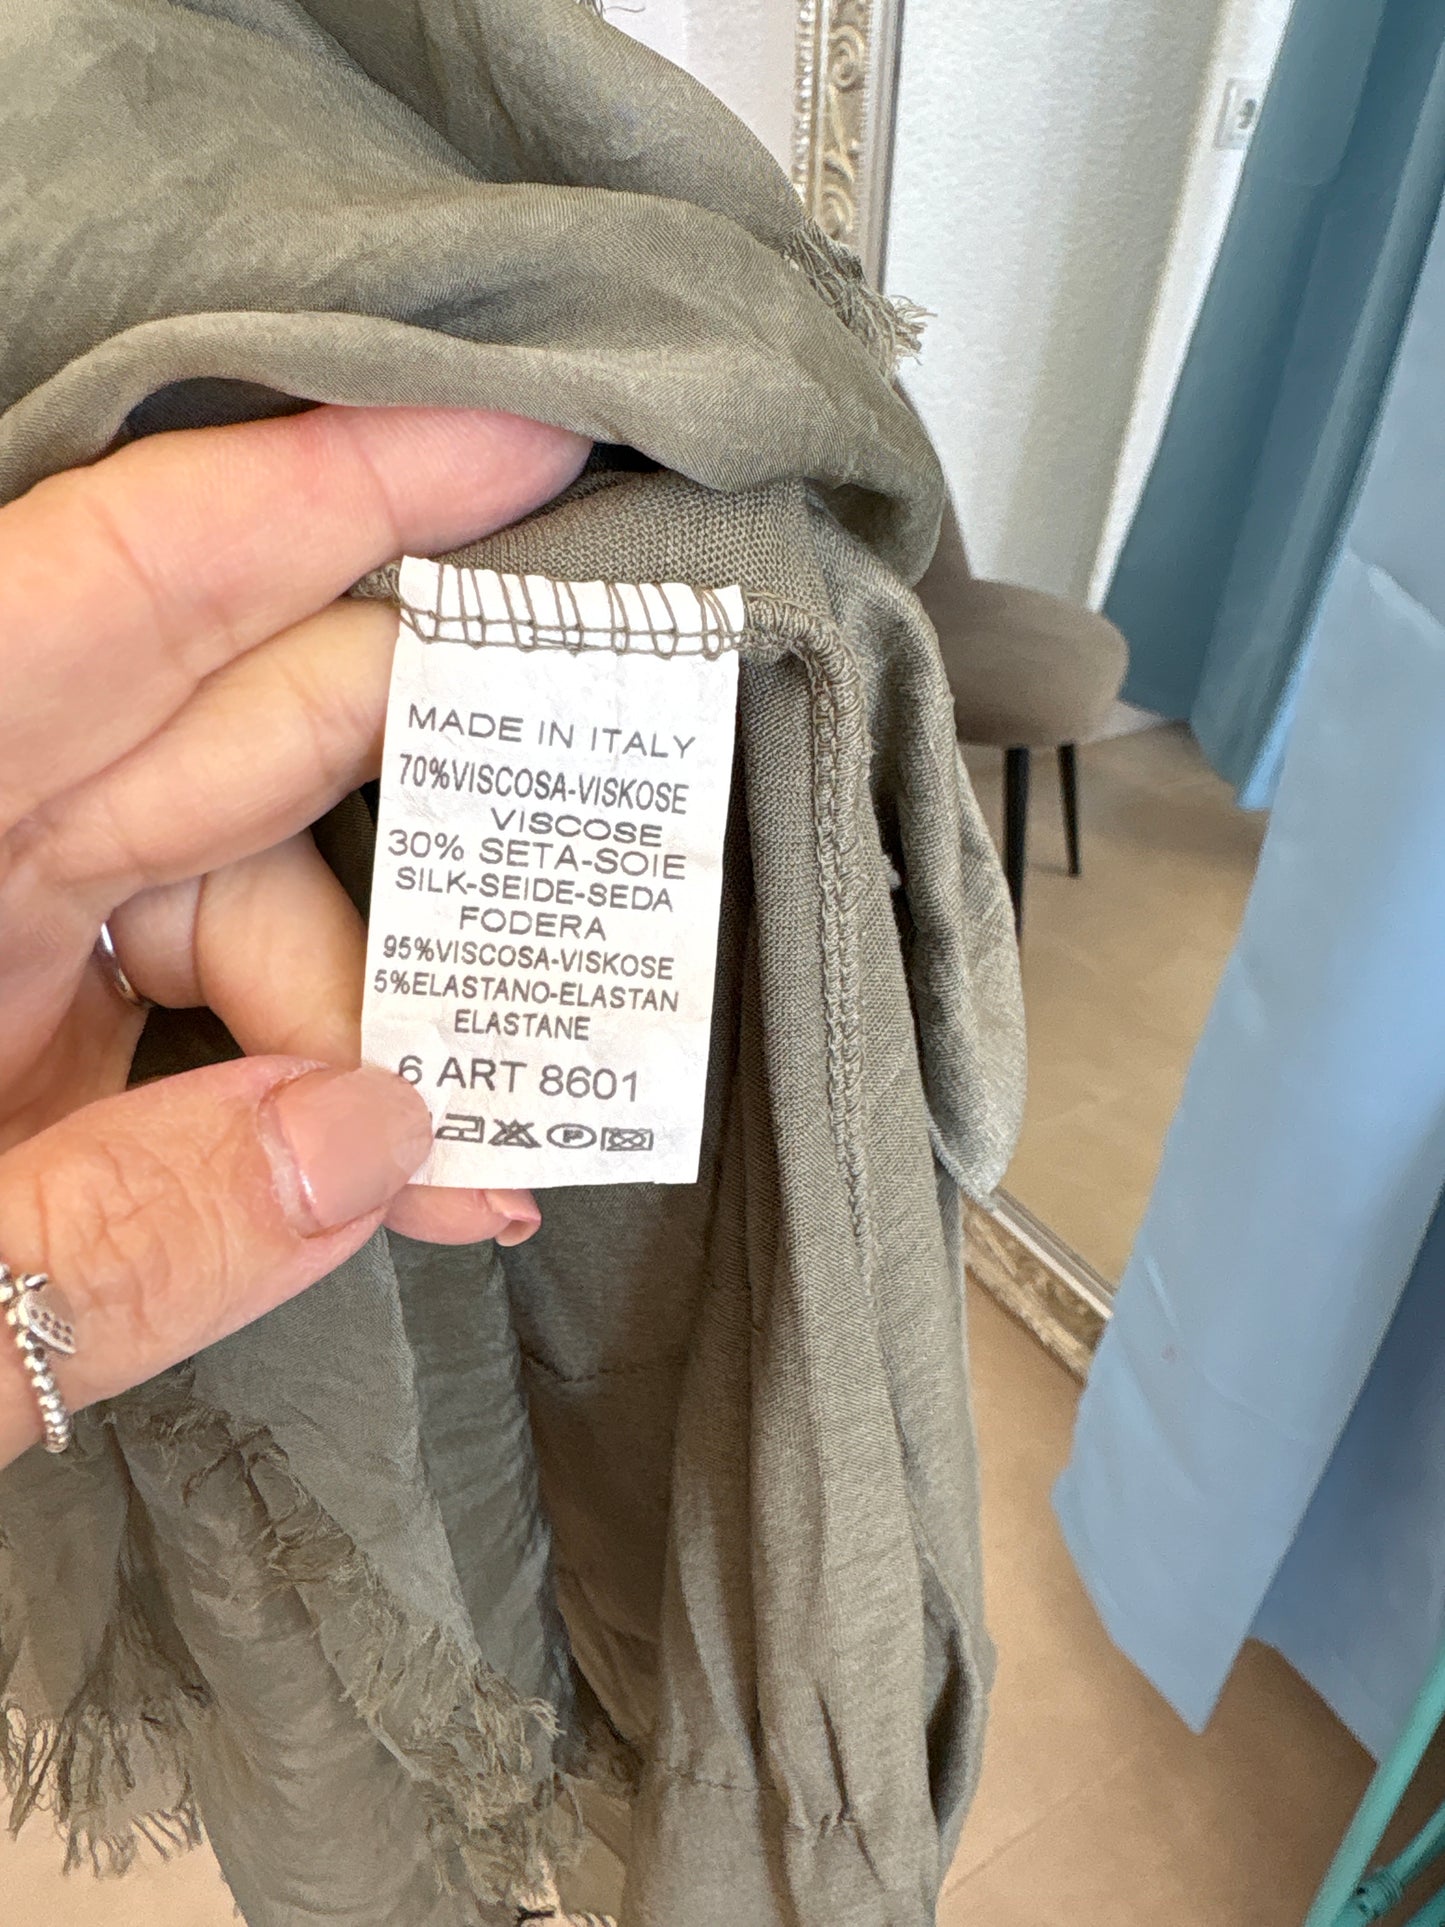 MADE IN ITALY
70%VISCOSA-VISKOSE
VISCOSE
30% SETA-SOIE
SILK-SEIDE-SEDA
FODERA
95%VISCOSA-VISKOSE
5%ELASTANO-ELASTAN
ELASTANE
6 ART 8601
P